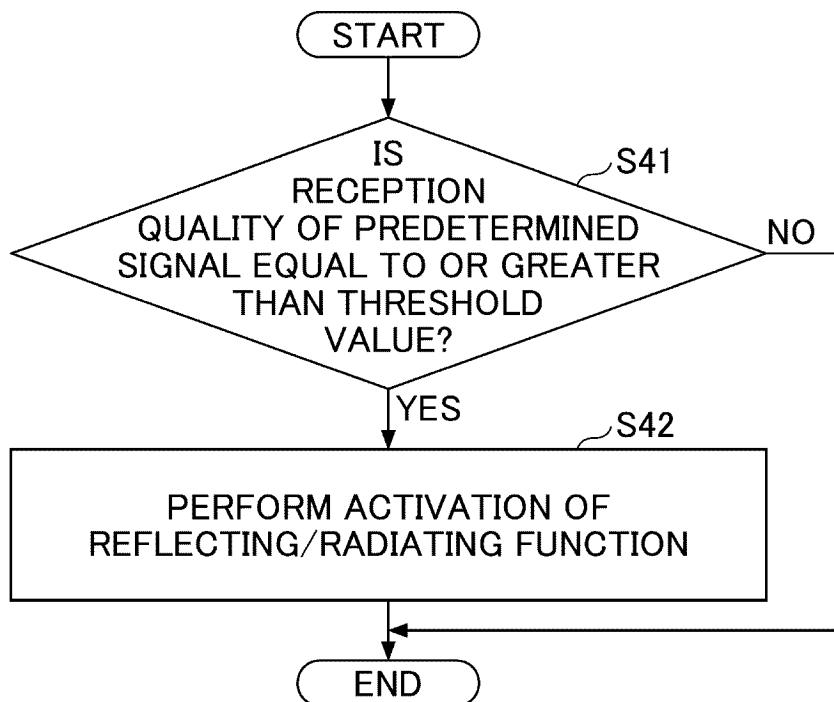 START
IS
RECEPTION
QUALITY OF PREDETERMINED
SIGNAL EQUAL TO OR GREATER
THAN THRESHOLD
VALUE?
S41
NO
YES
S42
PERFORM ACTIVATION OF
REFLECTING/RADIATING FUNCTION
END